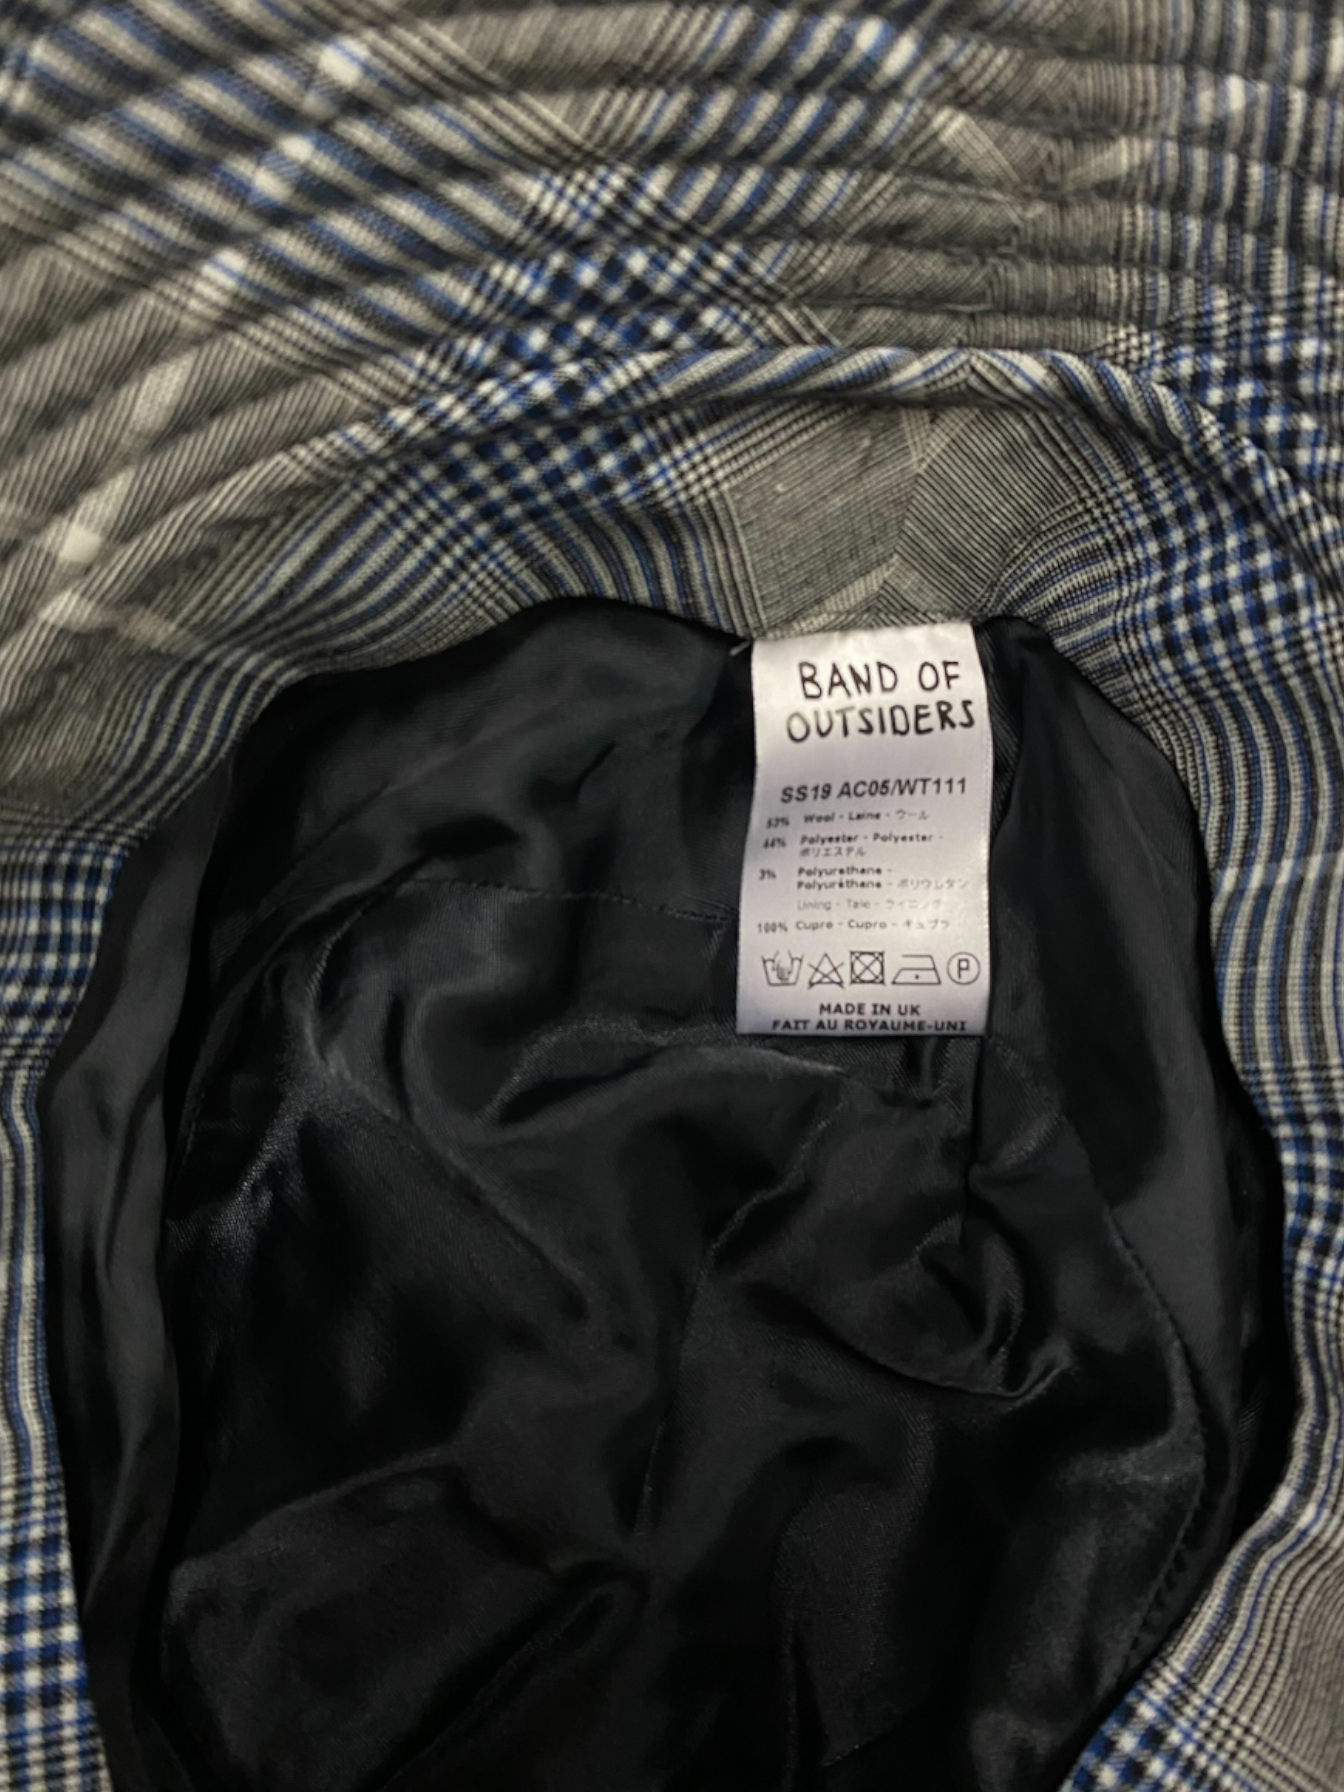 BAND OF
OUTSIDERS
SS19 AC05/WT111
53% Wool - Laine - ウール
44% Polyester - Polyester -
ポリエステル
3% Polyurethane -
Polyuréthane - ポリウレタン
Lining - Taie - ライニング
100% Cupro - Cupro - キュプラ
P
MADE IN UK
FAIT AU ROYAUME-UNI